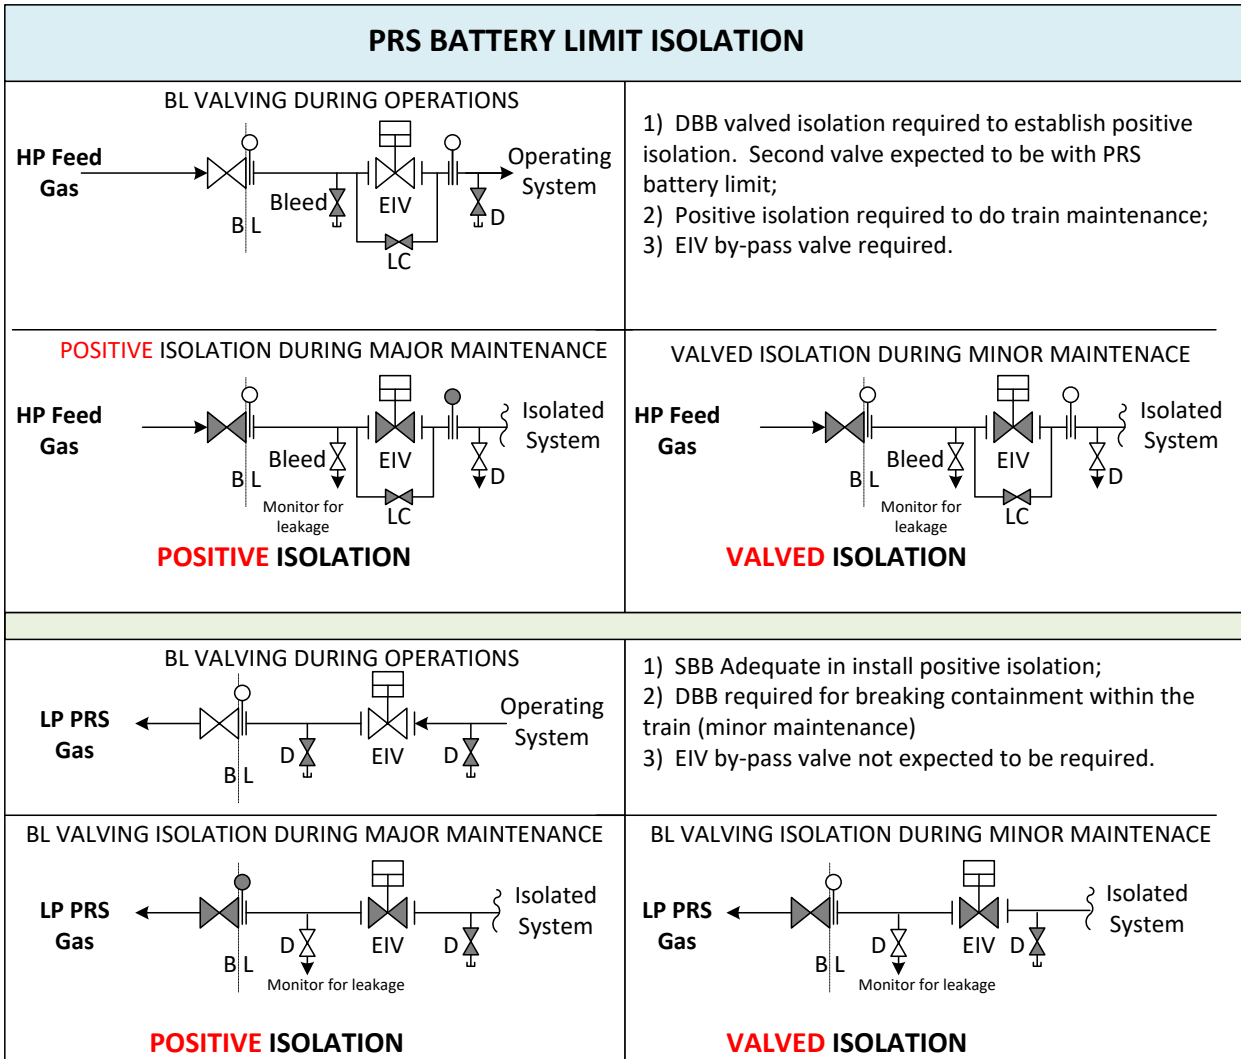 PRS BATTERY LIMIT ISOLATION
BL VALVING DURING OPERATIONS
HP Feed
Gas
Bleed
EIV
Operating
System
D
B L
LC
1) DBB valved isolation required to establish positive
isolation. Second valve expected to be with PRS
battery limit;
2) Positive isolation required to do train maintenance;
3) EIV by-pass valve required.
POSITIVE ISOLATION DURING MAJOR MAINTENANCE
HP Feed
Gas
Isolated
System
Bleed
EIV
D
B L
Monitor for
leakage
LC
POSITIVE ISOLATION
VALVED ISOLATION DURING MINOR MAINTENACE
HP Feed
Gas
Isolated
System
Bleed
EIV
D
B L
Monitor for
leakage
LC
VALVED ISOLATION
BL VALVING DURING OPERATIONS
LP PRS
Gas
Operating
System
D
EIV
D
B L
1) SBB Adequate in install positive isolation;
2) DBB required for breaking containment within the
train (minor maintenance)
3) EIV by-pass valve not expected to be required.
BL VALVING ISOLATION DURING MAJOR MAINTENANCE
LP PRS
Gas
Isolated
System
D
EIV
D
B L
Monitor for leakage
POSITIVE ISOLATION
BL VALVING ISOLATION DURING MINOR MAINTENACE
LP PRS
Gas
Isolated
System
D
EIV
D
B L
Monitor for leakage
VALVED ISOLATION